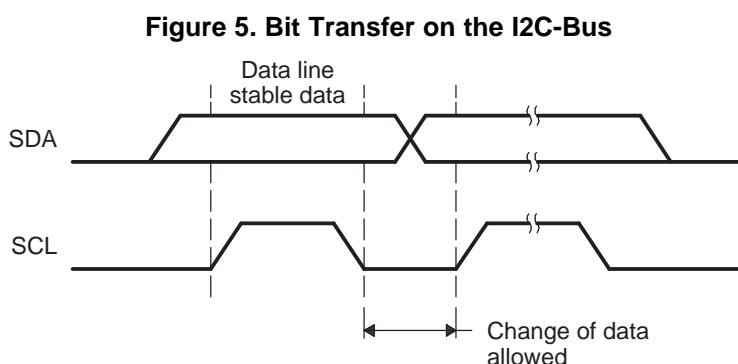 Figure 5. Bit Transfer on the I2C-Bus
Data line
stable data
SDA
SCL
Change of data
allowed